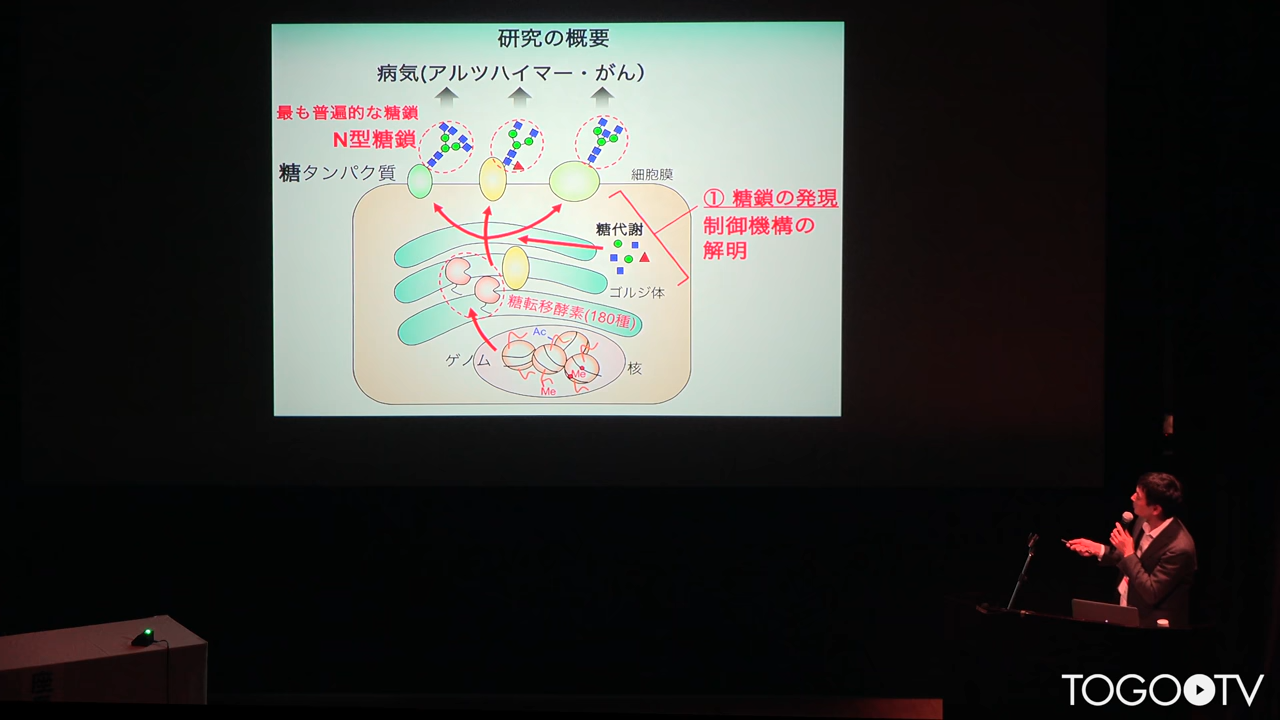 研究の概要
病気(アルツハイマー・がん)
最も普遍的な糖鎖
N型糖鎖
糖タンパク質
細胞膜
① 糖鎖の発現
制御機構の
解明
糖代謝
ゴルジ体
糖転移酵素(180種)
Ac
ゲノム
核
Me
Me
TOGOTV